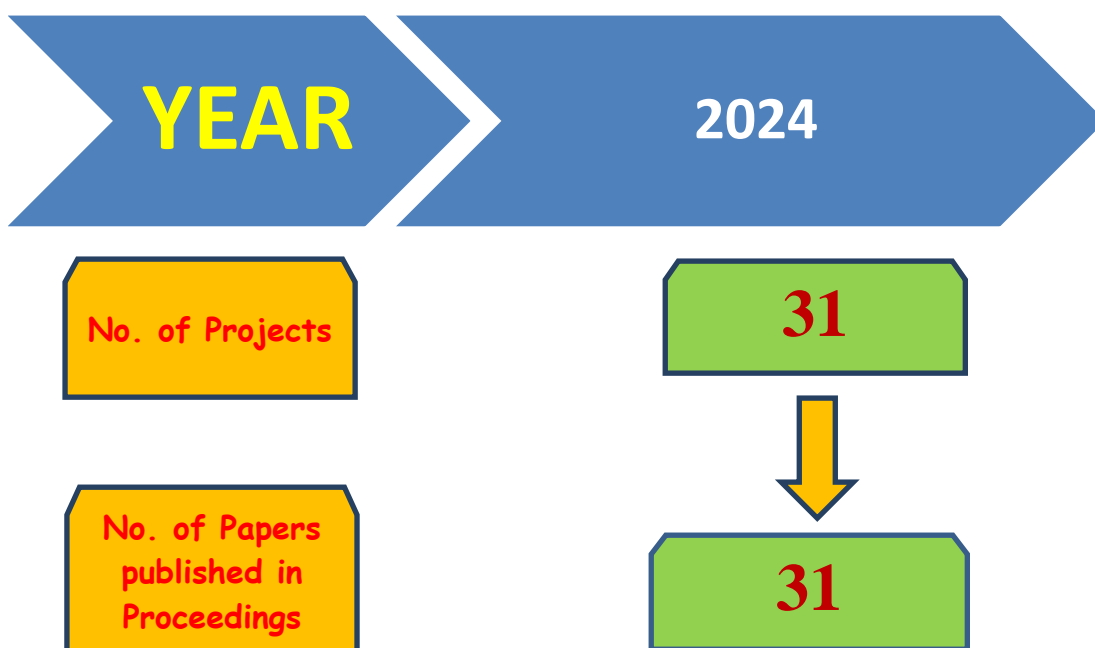 YEAR
2024
No. of Projects
31
No. of Papers
published in
Proceedings
31